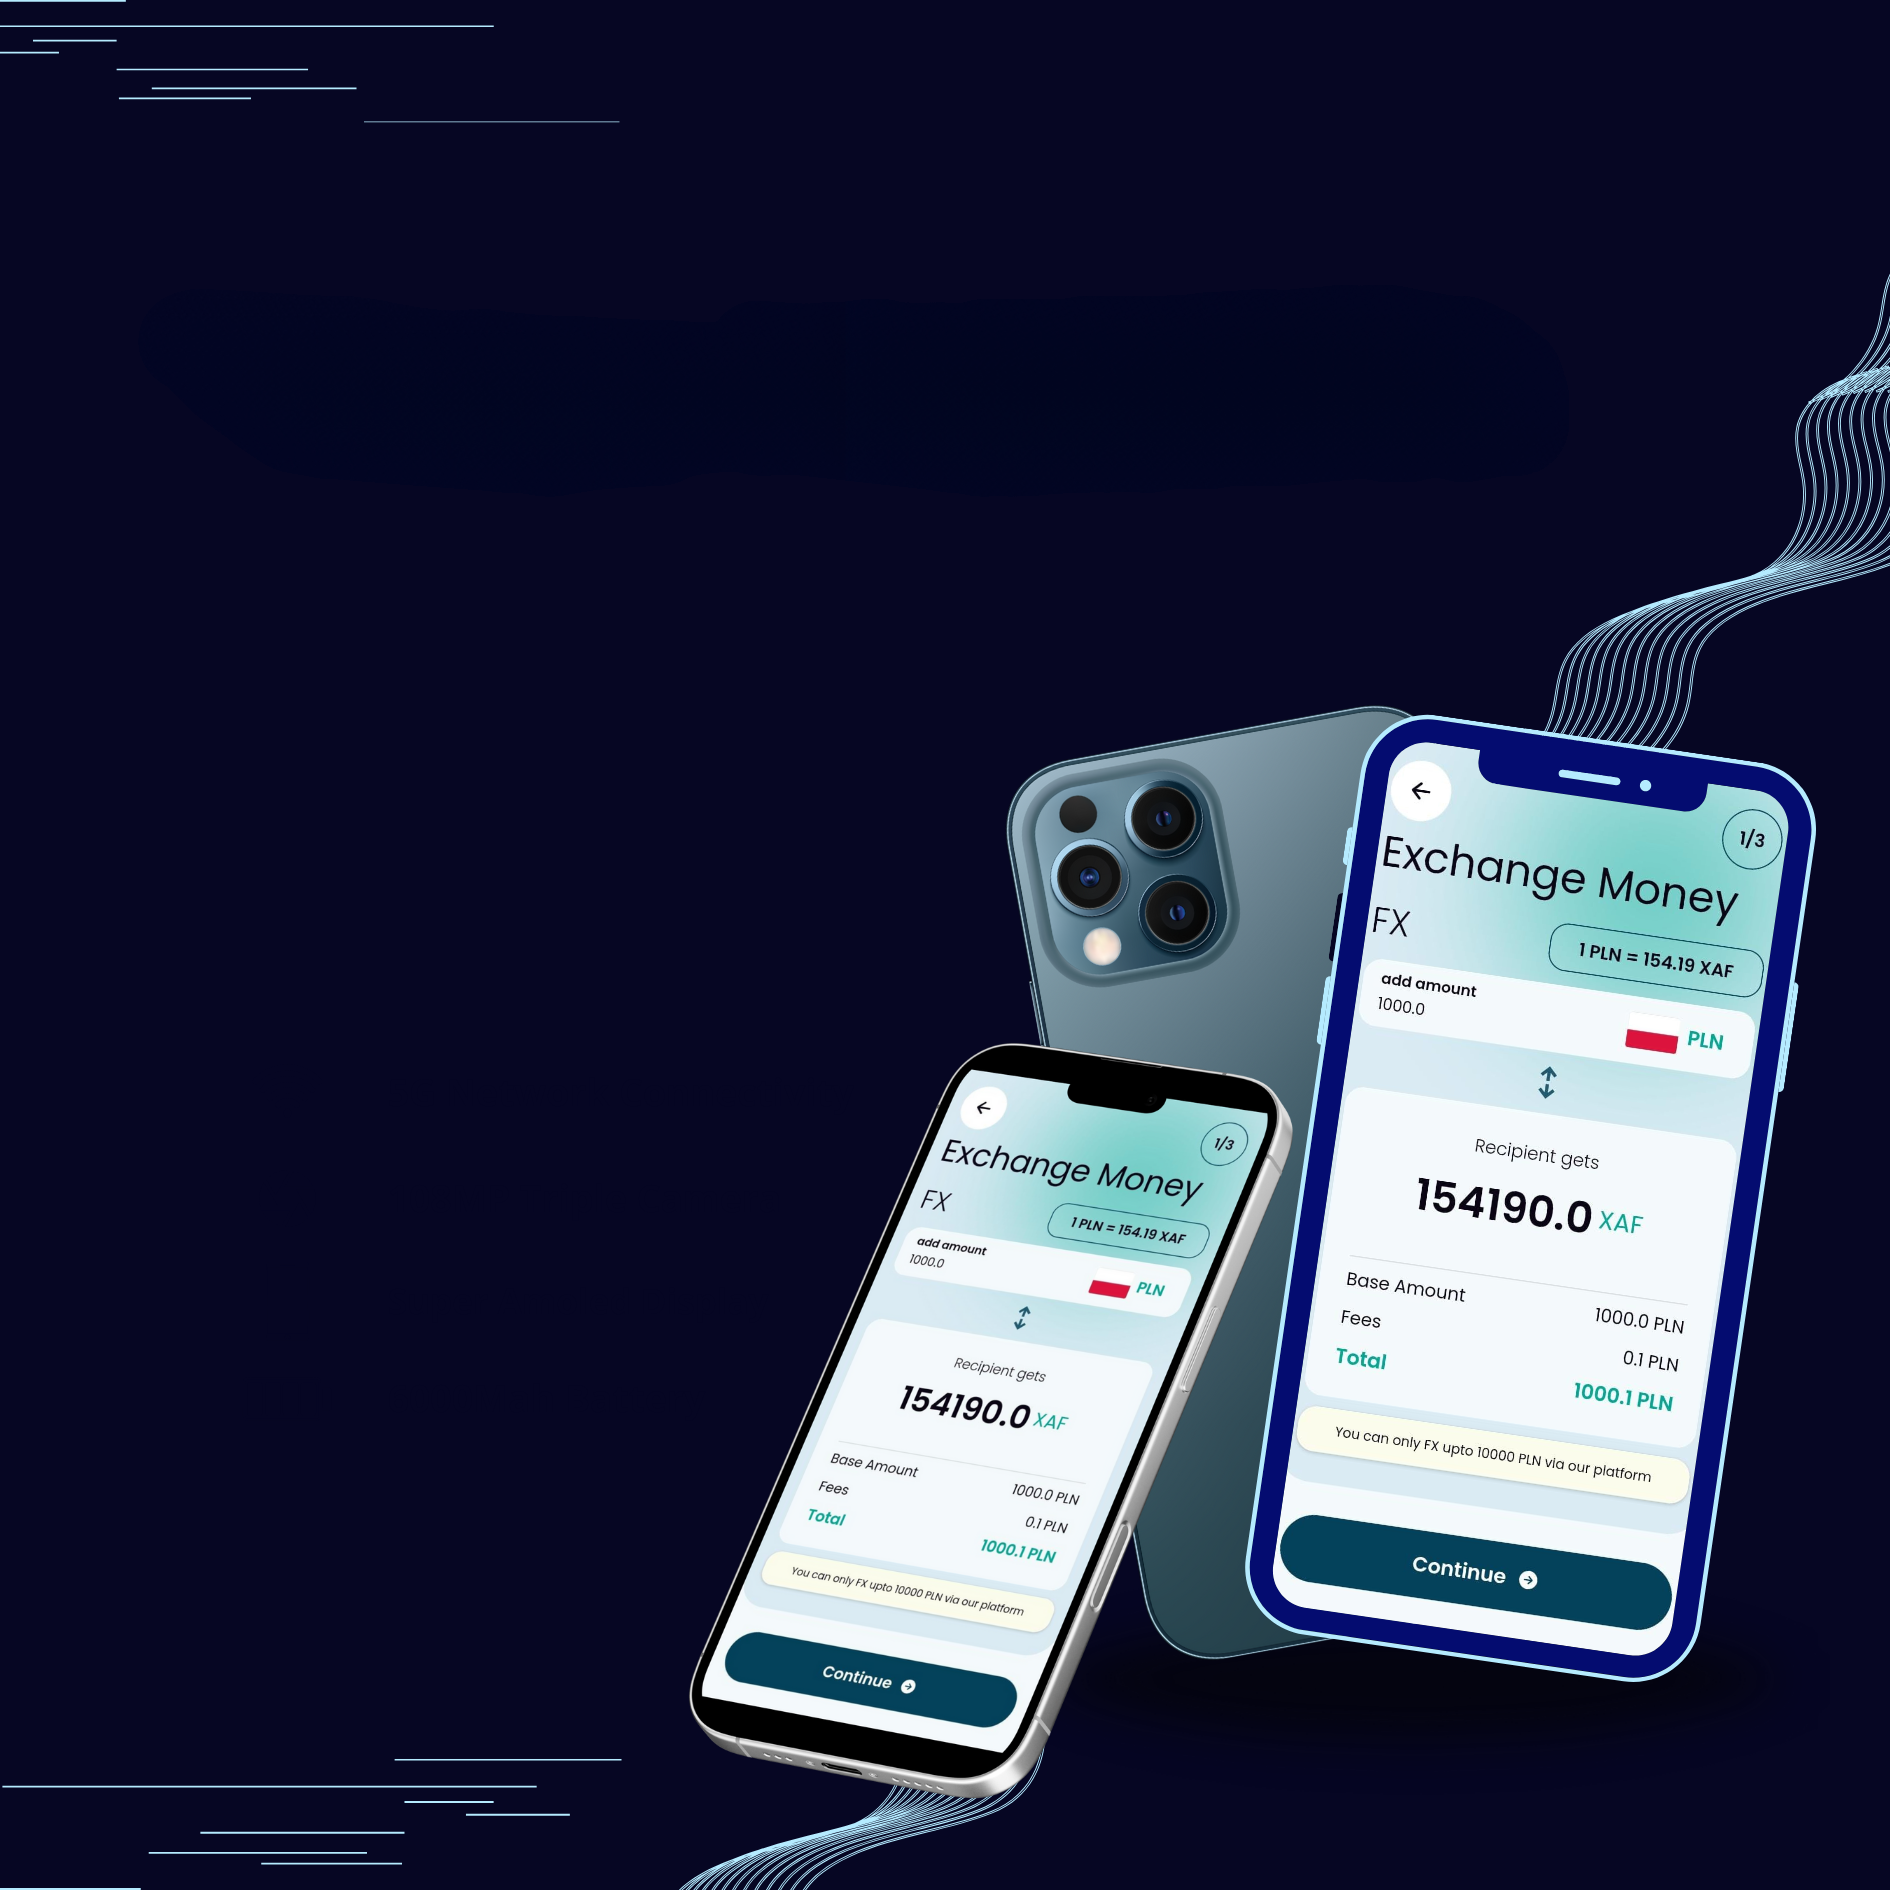 1/3
Exchange Money
FX
1 PLN = 154.19 XAF
add amount
1000.0
PLN
Recipient gets
154190.0 XAF
Base Amount 1000.0 PLN
Fees 0.1 PLN
Total 1000.1 PLN
You can only FX upto 10000 PLN via our platform
Continue
1/3
Exchange Money
FX
1 PLN = 154.19 XAF
add amount
1000.0
PLN
Recipient gets
154190.0 XAF
Base Amount 1000.0 PLN
Fees 0.1 PLN
Total 1000.1 PLN
You can only FX upto 10000 PLN via our platform
Continue